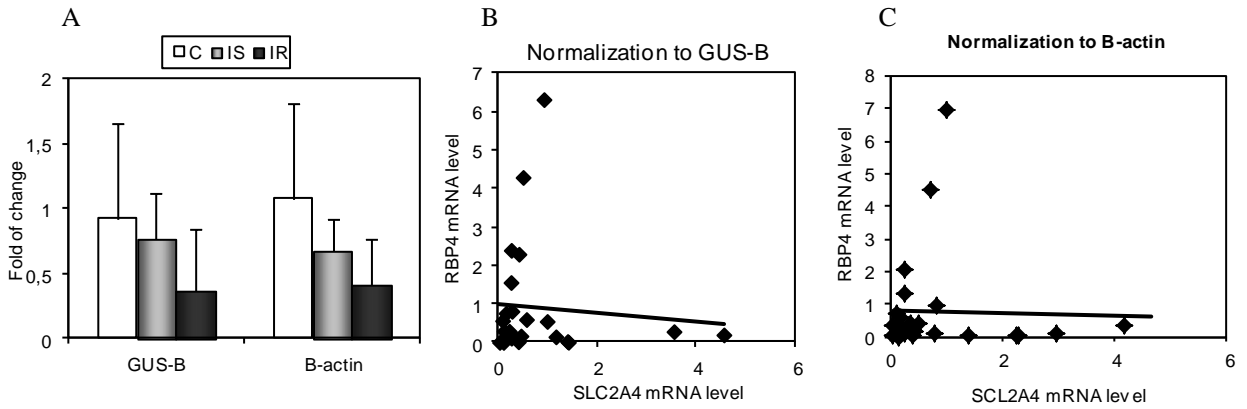 A
C IS IR
Fold of change
2
1,5
1
0,5
0
GUS-B B-actin
B
Normalization to GUS-B
RBP4 mRNA level
7
6
5
4
3
2
1
0
0 2 4 6
SLC2A4 mRNA level
C
Normalization to B-actin
RBP4 mRNA level
8
7
6
5
4
3
2
1
0
0 2 4 6
SCL2A4 mRNA level